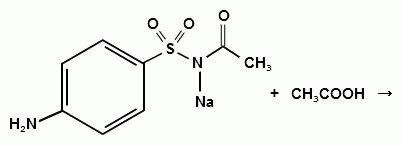 O O O
S
N CH₃
Na
H₂N
+ CH₃COOH →